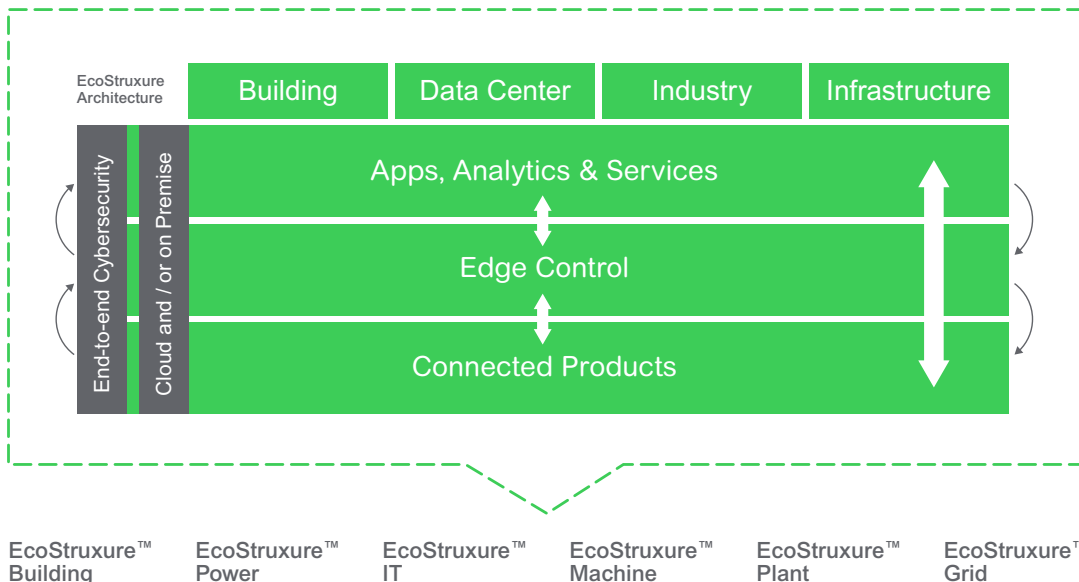 EcoStruxure
Architecture
Building
Data Center
Industry
Infrastructure
End-to-end Cybersecurity
Cloud and / or on Premise
Apps, Analytics & Services
Edge Control
Connected Products
EcoStruxure™
Building
EcoStruxure™
Power
EcoStruxure™
IT
EcoStruxure™
Machine
EcoStruxure™
Plant
EcoStruxure™
Grid